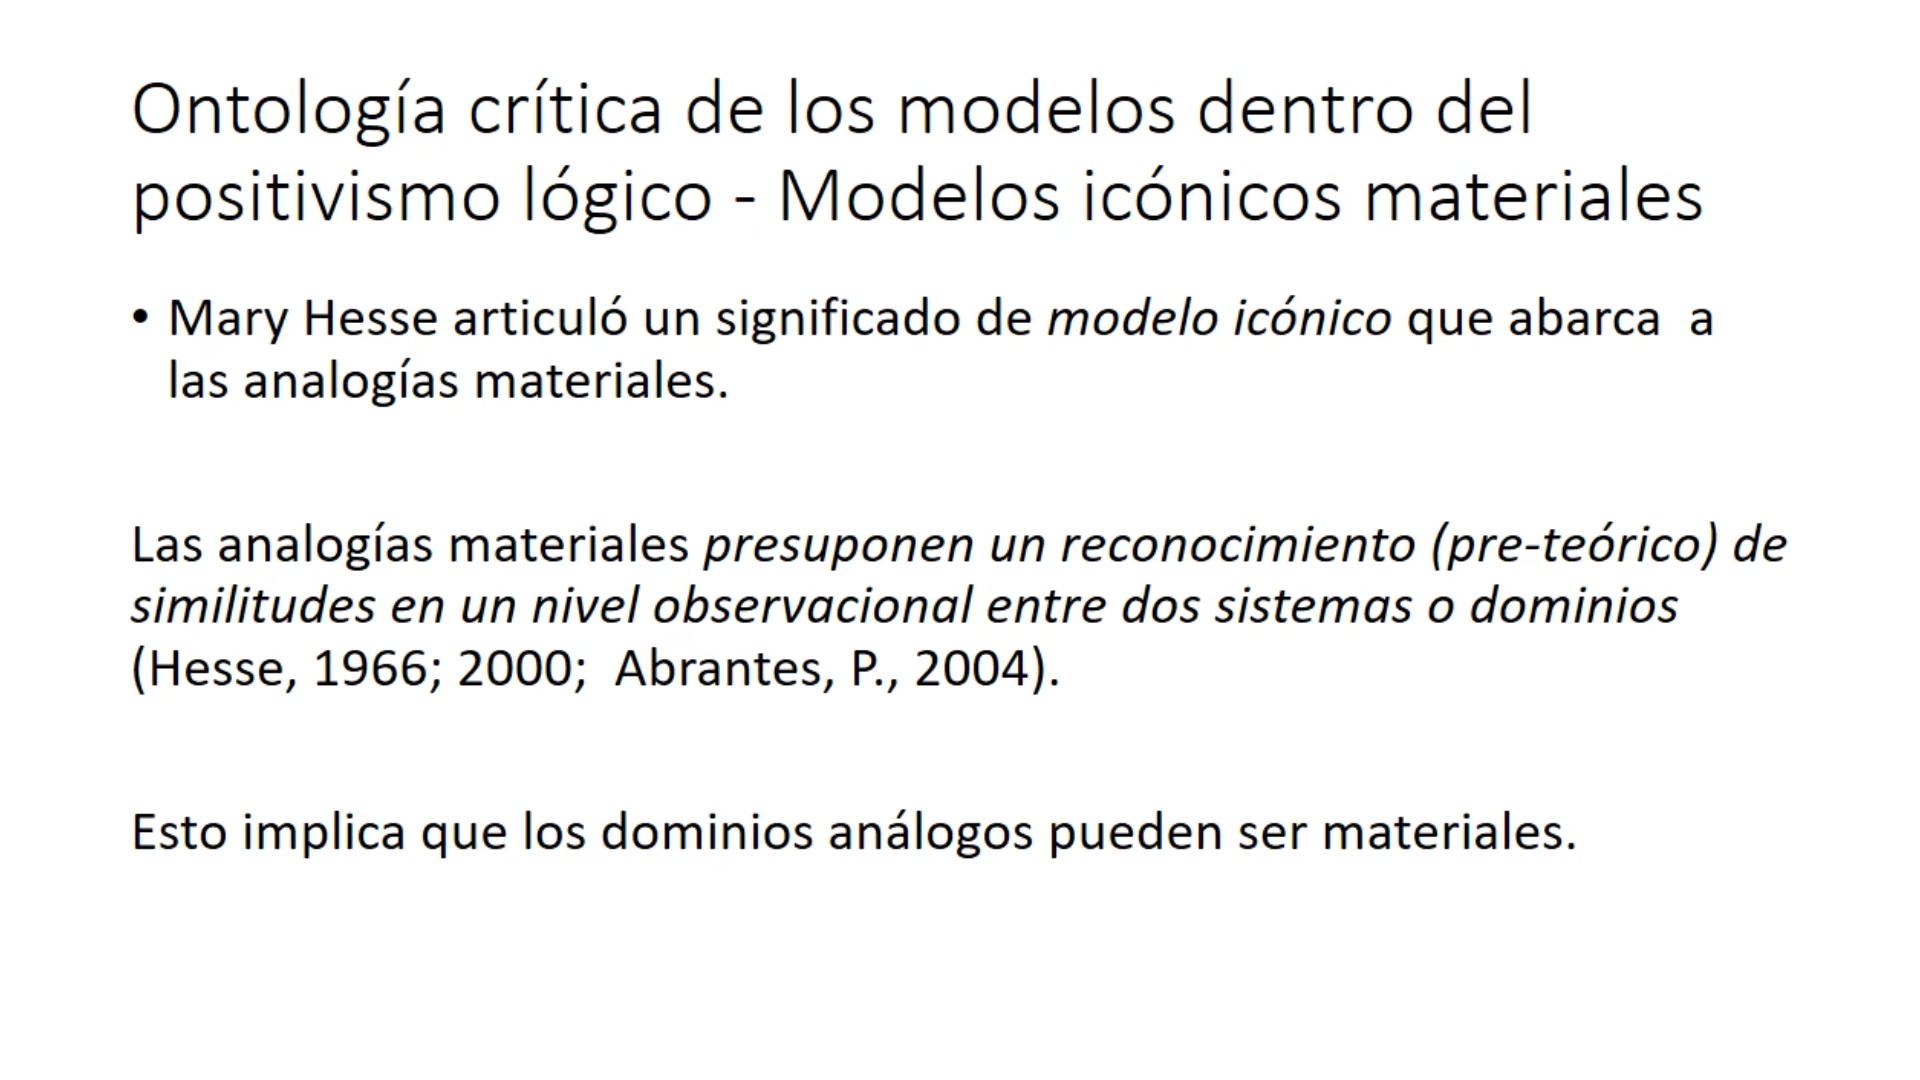 Ontología crítica de los modelos dentro del
positivismo lógico - Modelos icónicos materiales
• Mary Hesse articuló un significado de modelo icónico que abarca  a
las analogías materiales.
Las analogías materiales presuponen un reconocimiento (pre-teórico) de
similitudes en un nivel observacional entre dos sistemas o dominios
(Hesse, 1966; 2000;  Abrantes, P., 2004).
Esto implica que los dominios análogos pueden ser materiales.